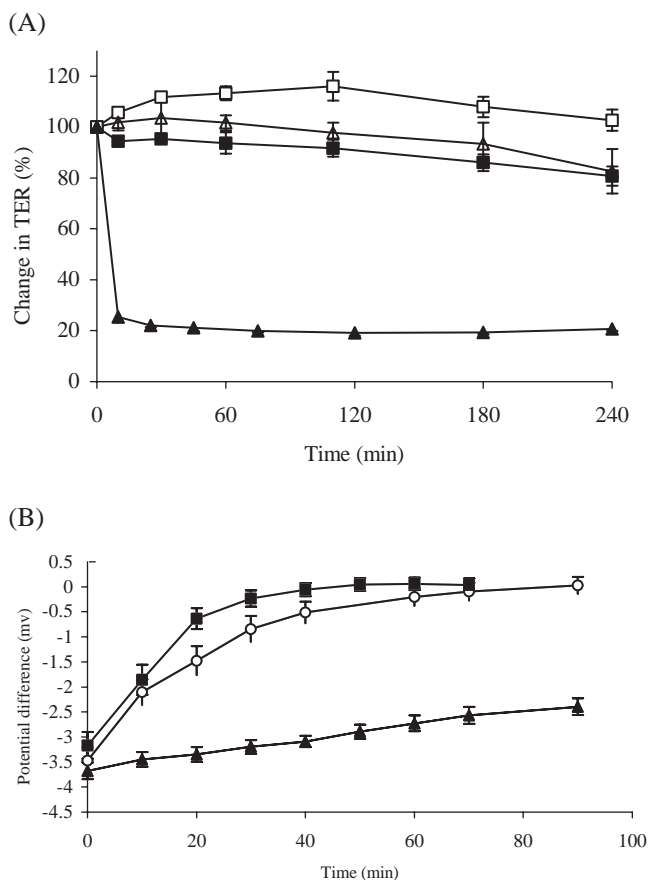 (A)
120
100
80
60
40
20
0
Change in TER (%)
0 60 120 180 240
Time (min)
(B)
0.5
0
-0.5
-1
-1.5
-2
-2.5
-3
-3.5
-4
-4.5
Potential difference (mv)
0 20 40 60 80 100
Time (min)